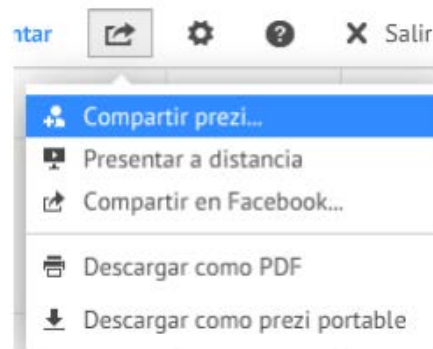 ntar Salir
Compartir prezi...
Presentar a distancia
Compartir en Facebook...
Descargar como PDF
Descargar como prezi portable